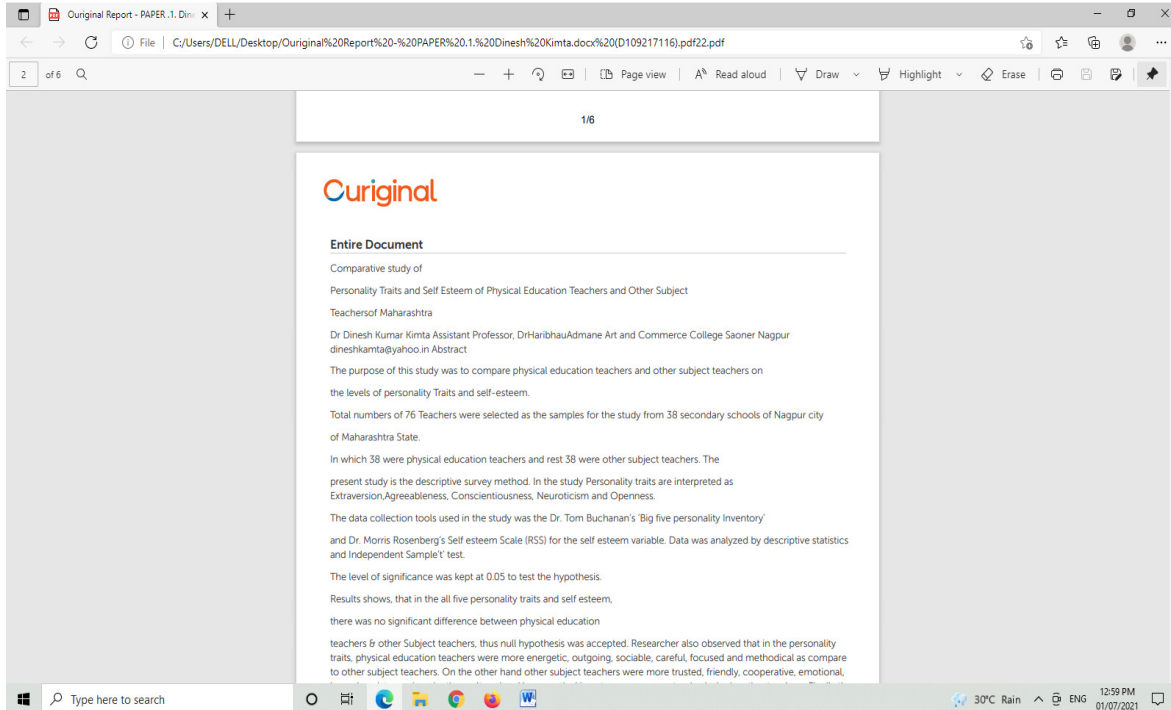 Ouriginal Report - PAPER .1. Din
File C:/Users/DELL/Desktop/Ouriginal%20Report%20-%20PAPER%20.1.%20Dinesh%20Kimta.docx%20(D109217116).pdf22.pdf
2 of 6 Page view Read aloud Draw Highlight Erase
1/6
Ouriginal
Entire Document
Comparative study of
Personality Traits and Self Esteem of Physical Education Teachers and Other Subject
Teachersof Maharashtra
Dr Dinesh Kumar Kimta Assistant Professor, DrHaribhauAdmane Art and Commerce College Saoner Nagpur
dineshkamta@yahoo.in Abstract
The purpose of this study was to compare physical education teachers and other subject teachers on
the levels of personality Traits and self-esteem.
Total numbers of 76 Teachers were selected as the samples for the study from 38 secondary schools of Nagpur city
of Maharashtra State.
In which 38 were physical education teachers and rest 38 were other subject teachers. The
present study is the descriptive survey method. In the study Personality traits are interpreted as
Extraversion,Agreeableness, Conscientiousness, Neuroticism and Openness.
The data collection tools used in the study was the Dr. Tom Buchanan's 'Big five personality Inventory'
and Dr. Morris Rosenberg's Self esteem Scale (RSS) for the self esteem variable. Data was analyzed by descriptive statistics
and Independent Sample't' test.
The level of significance was kept at 0.05 to test the hypothesis.
Results shows, that in the all five personality traits and self esteem,
there was no significant difference between physical education
teachers & other Subject teachers, thus null hypothesis was accepted. Researcher also observed that in the personality
traits, physical education teachers were more energetic, outgoing, sociable, careful, focused and methodical as compare
to other subject teachers. On the other hand other subject teachers were more trusted, friendly, cooperative, emotional,
Type here to search
30°C Rain ENG 12:59 PM
01/07/2021